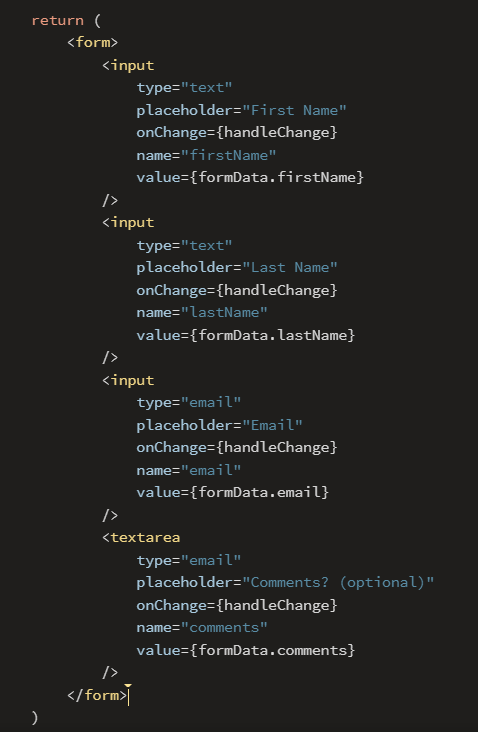 return (
    <form>
        <input
            type="text"
            placeholder="First Name"
            onChange={handleChange}
            name="firstName"
            value={formData.firstName}
        />
        <input
            type="text"
            placeholder="Last Name"
            onChange={handleChange}
            name="lastName"
            value={formData.lastName}
        />
        <input
            type="email"
            placeholder="Email"
            onChange={handleChange}
            name="email"
            value={formData.email}
        />
        <textarea
            type="email"
            placeholder="Comments? (optional)"
            onChange={handleChange}
            name="comments"
            value={formData.comments}
        />
    </form>
)